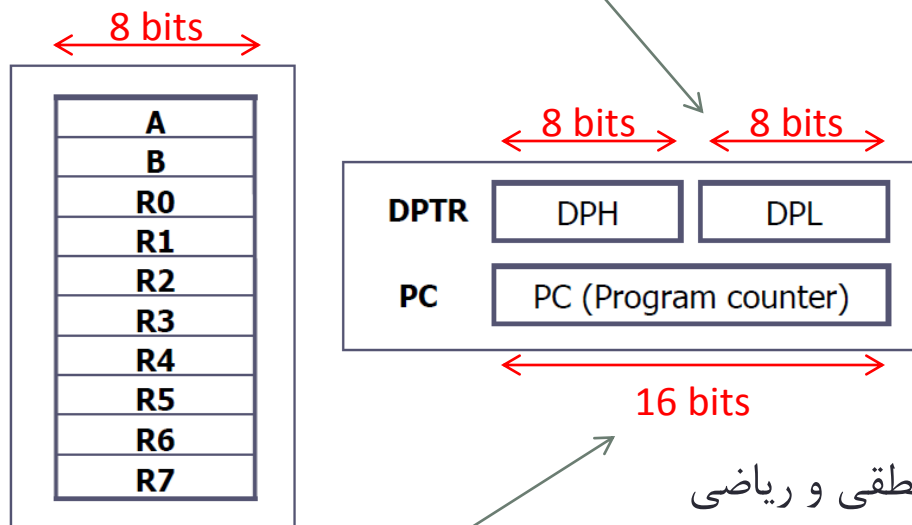 8 bits
A
B
R0
R1
R2
R3
R4
R5
R6
R7
8 bits 8 bits
DPTR DPH DPL
PC PC (Program counter)
16 bits
و ریاضی